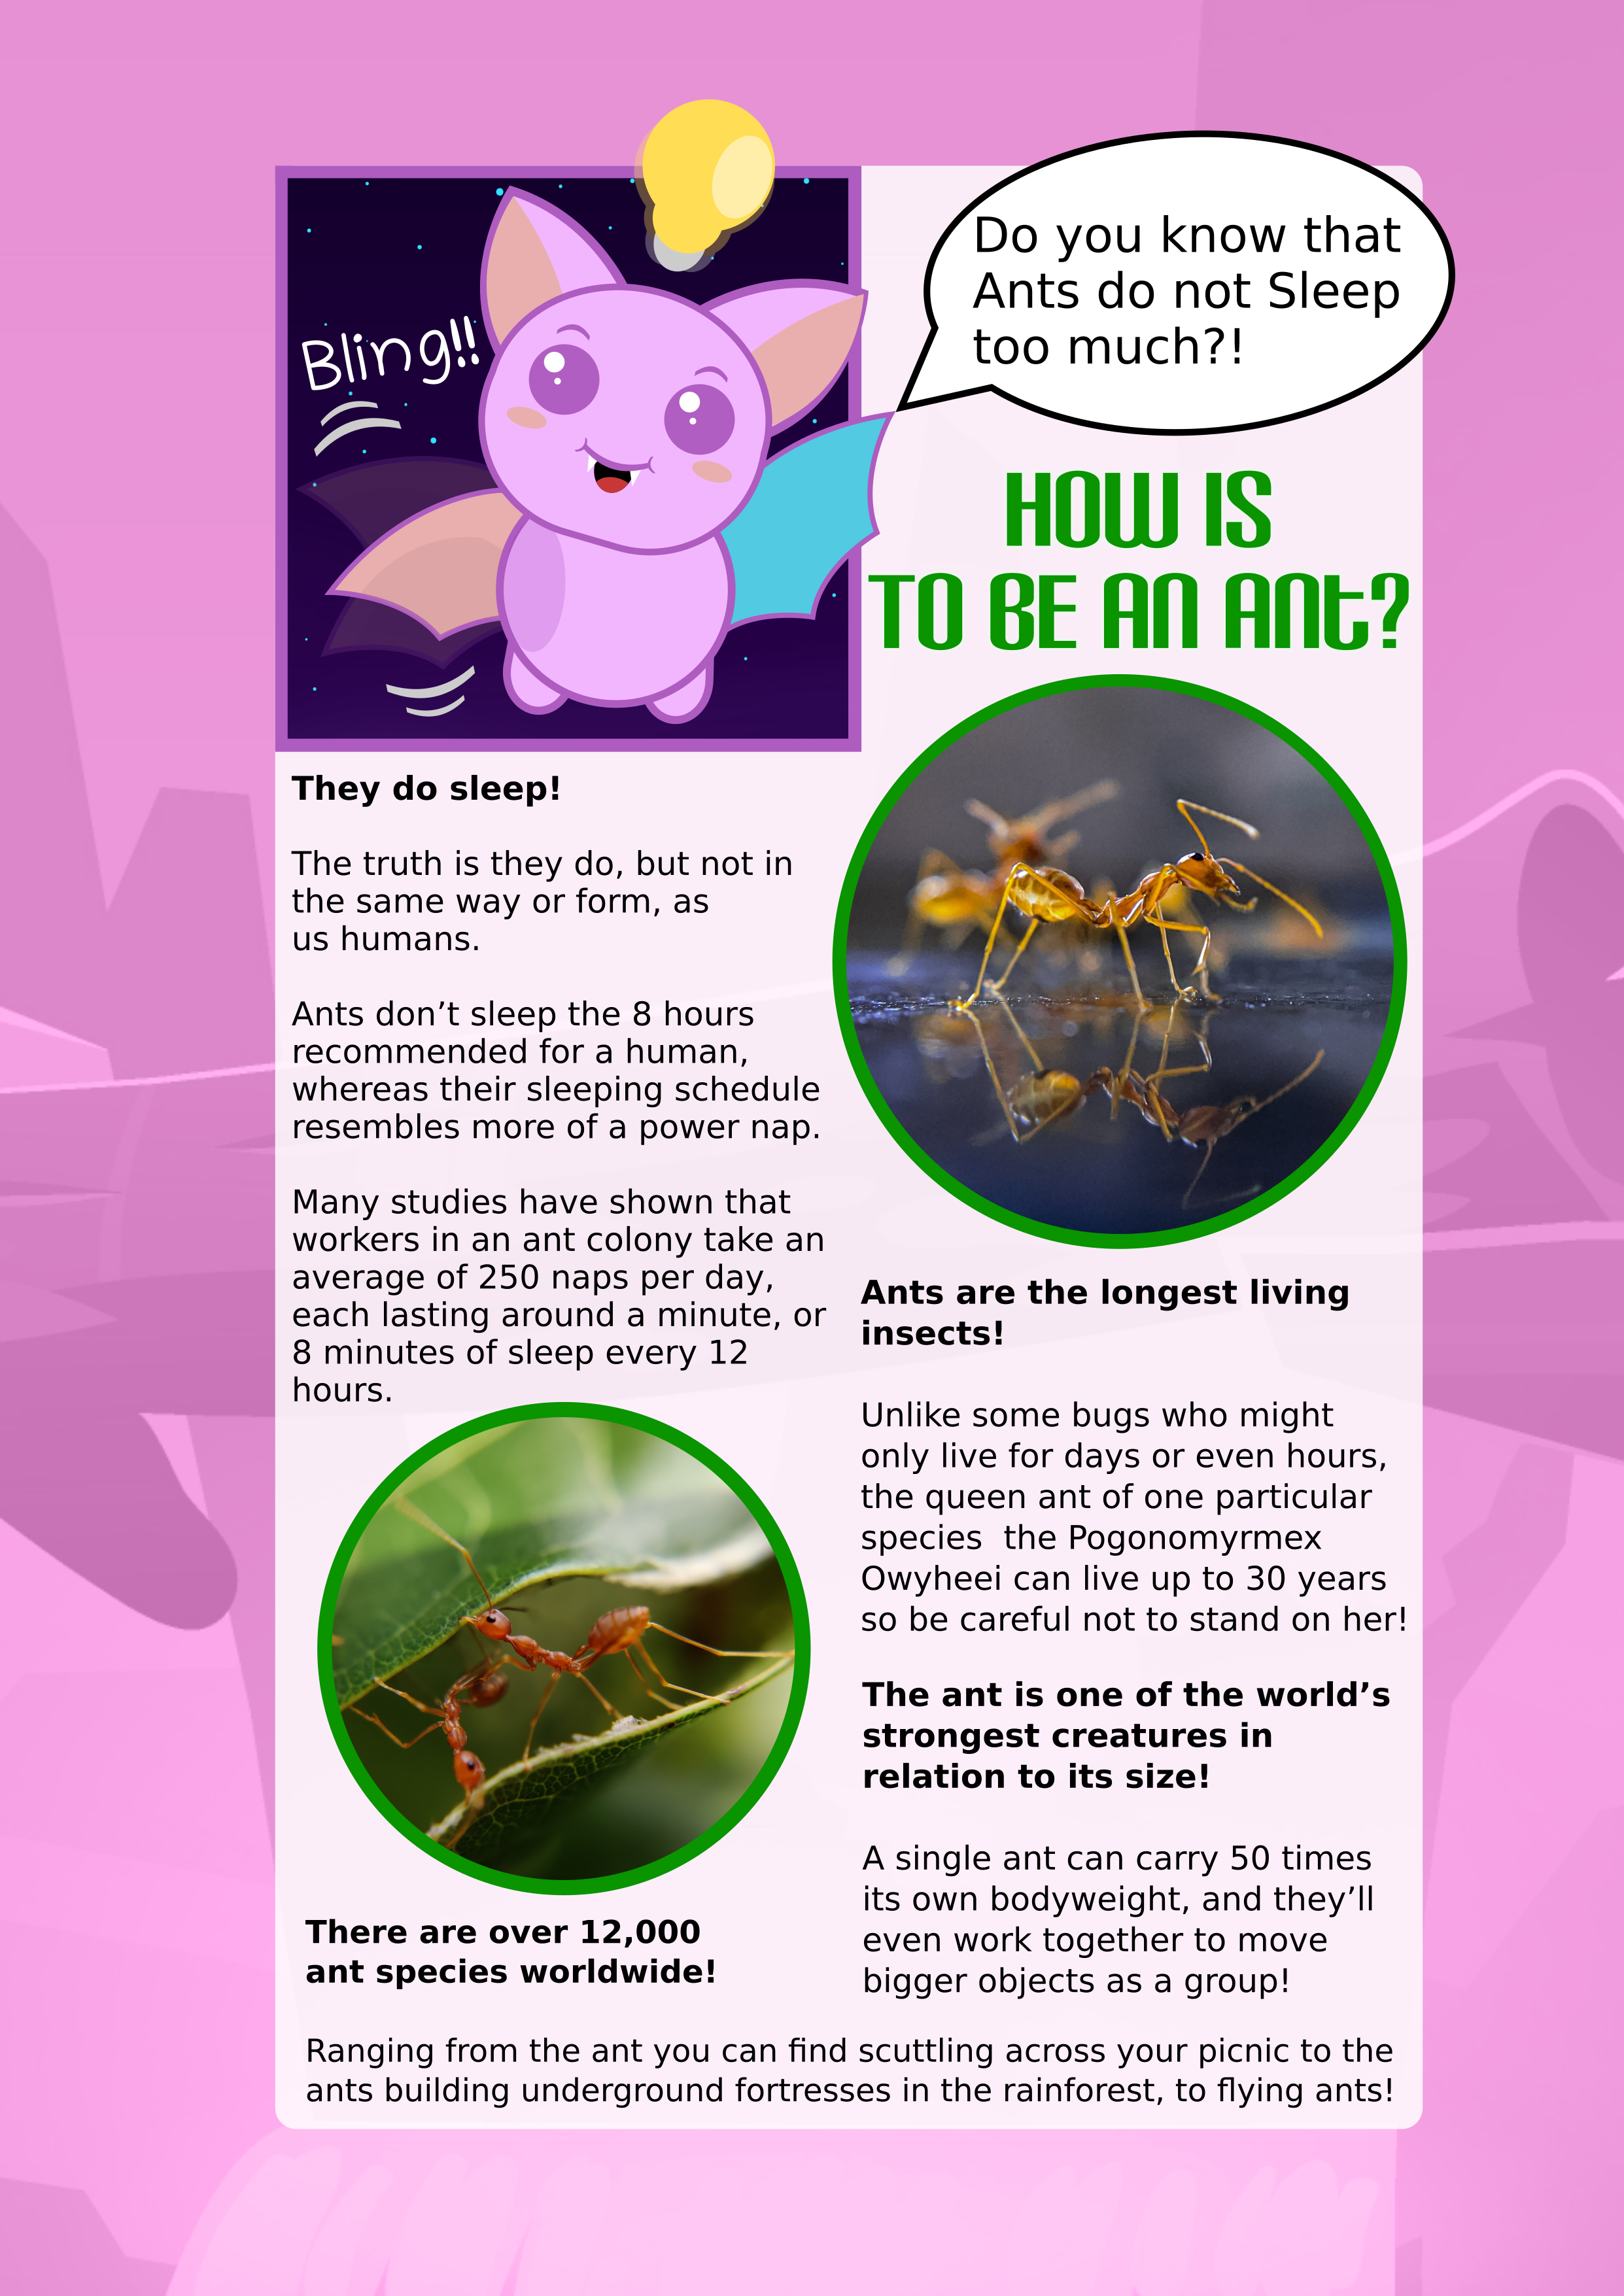 Bling!!
Do you know that
Ants do not Sleep
too much?!
HOW IS
TO BE AN ANt?
They do sleep!
The truth is they do, but not in
the same way or form, as
us humans.
Ants don’t sleep the 8 hours
recommended for a human,
whereas their sleeping schedule
resembles more of a power nap.
Many studies have shown that
workers in an ant colony take an
average of 250 naps per day,
each lasting around a minute, or
8 minutes of sleep every 12
hours.
There are over 12,000
ant species worldwide!
Ants are the longest living
insects!
Unlike some bugs who might
only live for days or even hours,
the queen ant of one particular
species  the Pogonomyrmex
Owyheei can live up to 30 years
so be careful not to stand on her!
The ant is one of the world’s
strongest creatures in
relation to its size!
A single ant can carry 50 times
its own bodyweight, and they’ll
even work together to move
bigger objects as a group!
Ranging from the ant you can find scuttling across your picnic to the
ants building underground fortresses in the rainforest, to flying ants!